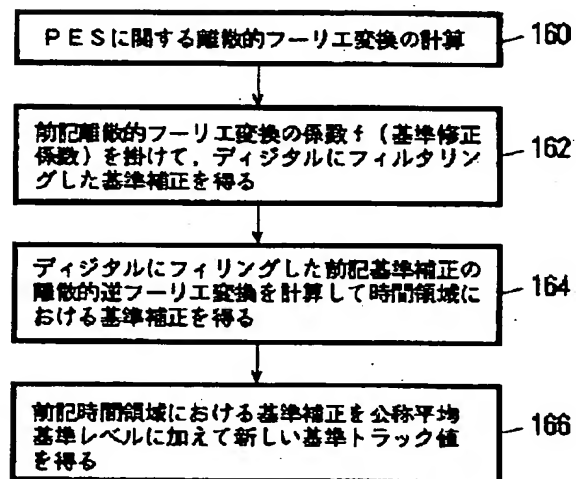 PESに関する離散的フーリエ変換の計算
160
前記離散的フーリエ変換の係数f(基準修正
係数)を掛けて,ディジタルにフィルタリン
グした基準補正を得る
162
ディジタルにフィリングした前記基準補正の
離散的逆フーリエ変換を計算して時間領域に
おける基準補正を得る
164
前記時間領域における基準補正を公称平均
基準レベルに加えて新しい基準トラック値
を得る
166